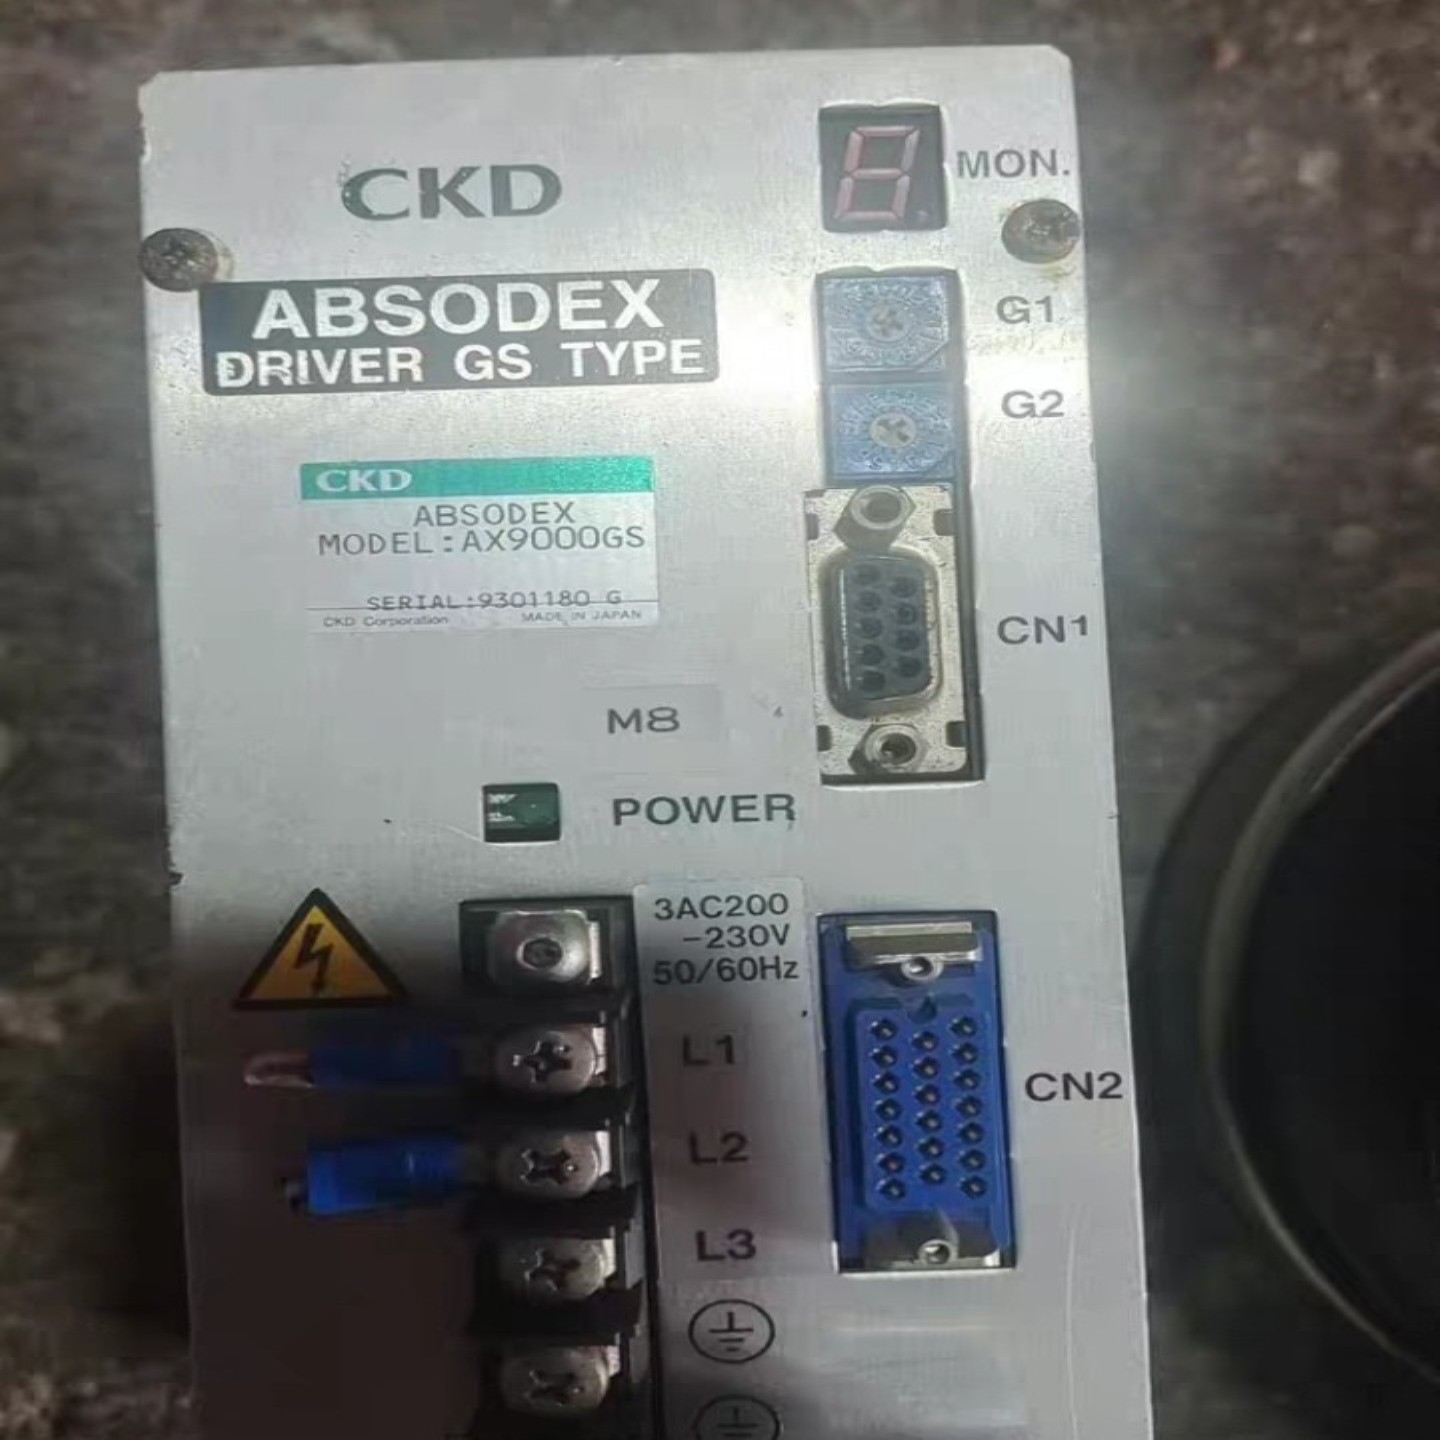 CKD
MON.
ABSODEX
DRIVER GS TYPE
G1
G2
CKD
ABSODEX
MODEL:AX9000GS
SERIAL:9301180 G
CKD Corporation MADE IN JAPAN
CN1
M8
POWER
3AC200
-230V
50/60Hz
L1
CN2
L2
L3